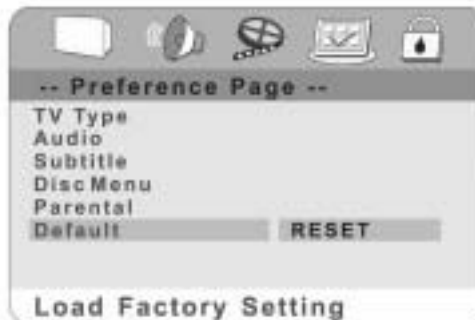 -- Preference Page --
TV Type
Audio
Subtitle
Disc Menu
Parental
Default RESET
Load Factory Setting